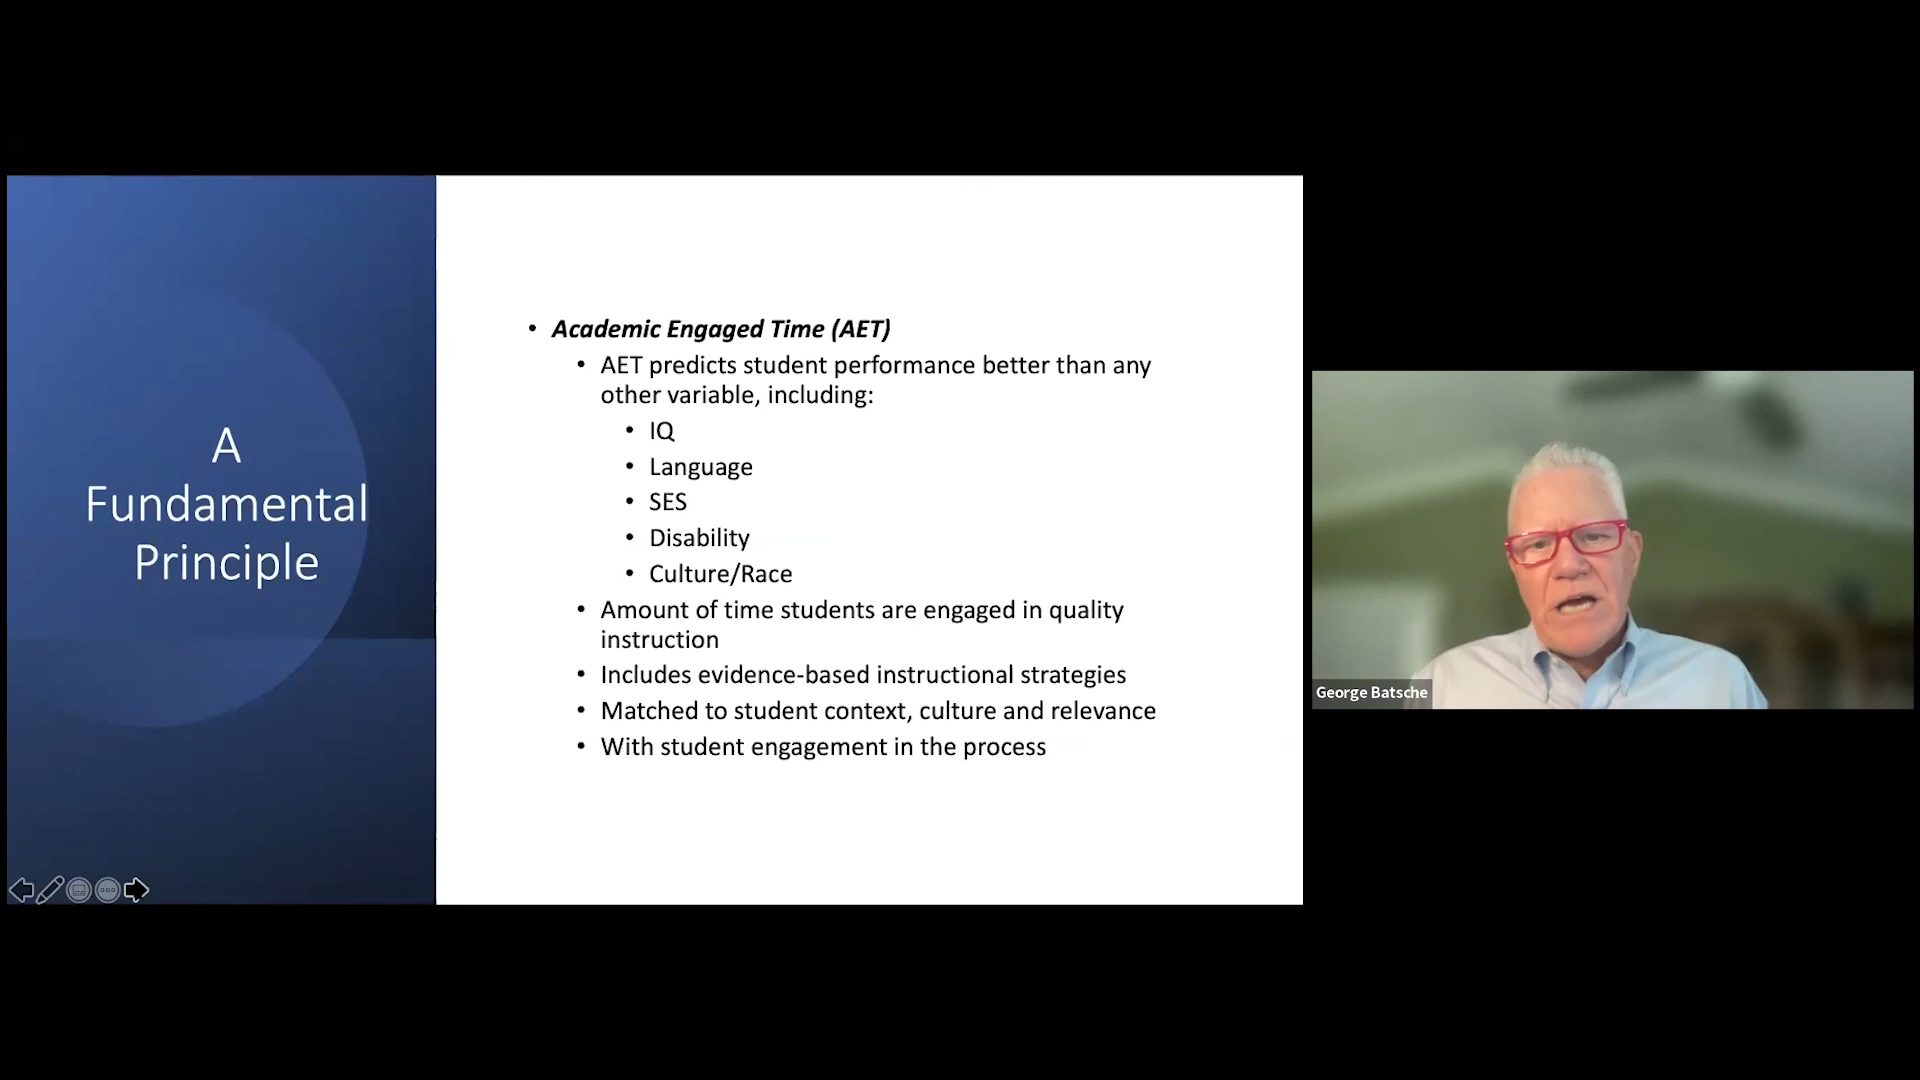 A
Fundamental
Principle
• Academic Engaged Time (AET)
• AET predicts student performance better than any
other variable, including:
• IQ
• Language
• SES
• Disability
• Culture/Race
• Amount of time students are engaged in quality
instruction
• Includes evidence-based instructional strategies
• Matched to student context, culture and relevance
• With student engagement in the process
George Batsche